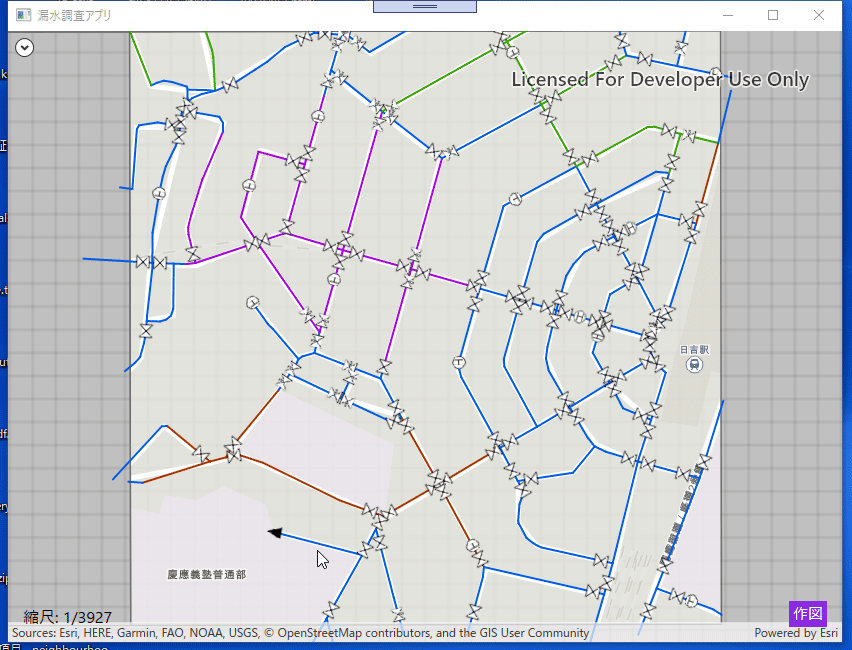 漏水調査アプリ
Licensed For Developer Use Only
日吉駅
慶應義塾普通部
作図
縮尺: 1/3927
Sources: Esri, HERE, Garmin, FAO, NOAA, USGS, © OpenStreetMap contributors, and the GIS User Community
Powered by Esri